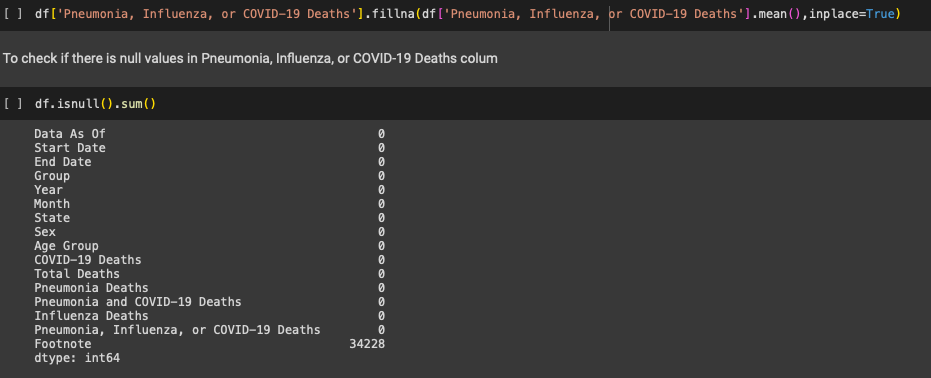 [ ] df['Pneumonia, Influenza, or COVID-19 Deaths'].fillna(df['Pneumonia, Influenza, or COVID-19 Deaths'].mean(),inplace=True)
To check if there is null values in Pneumonia, Influenza, or COVID-19 Deaths colum
[ ] df.isnull().sum()
Data As Of 0
Start Date 0
End Date 0
Group 0
Year 0
Month 0
State 0
Sex 0
Age Group 0
COVID-19 Deaths 0
Total Deaths 0
Pneumonia Deaths 0
Pneumonia and COVID-19 Deaths 0
Influenza Deaths 0
Pneumonia, Influenza, or COVID-19 Deaths 0
Footnote 34228
dtype: int64